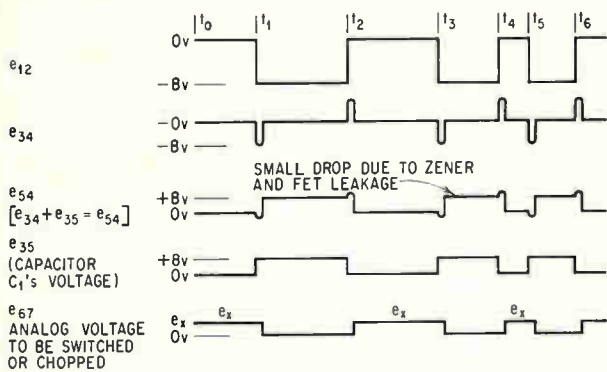 t₀ t₁ t₂ t₃ t₄ t₅ t₆
e₁₂
0v
-8v
e₃₄
-0v
-8v
SMALL DROP DUE TO ZENER
AND FET LEAKAGE
e₅₄
[e₃₄+e₃₅ = e₅₄]
+8v
0v
e₃₅
(CAPACITOR
C₁'s VOLTAGE)
+8v
0v
e₆₇
ANALOG VOLTAGE
TO BE SWITCHED
OR CHOPPED
eₓ
0v
eₓ eₓ eₓ